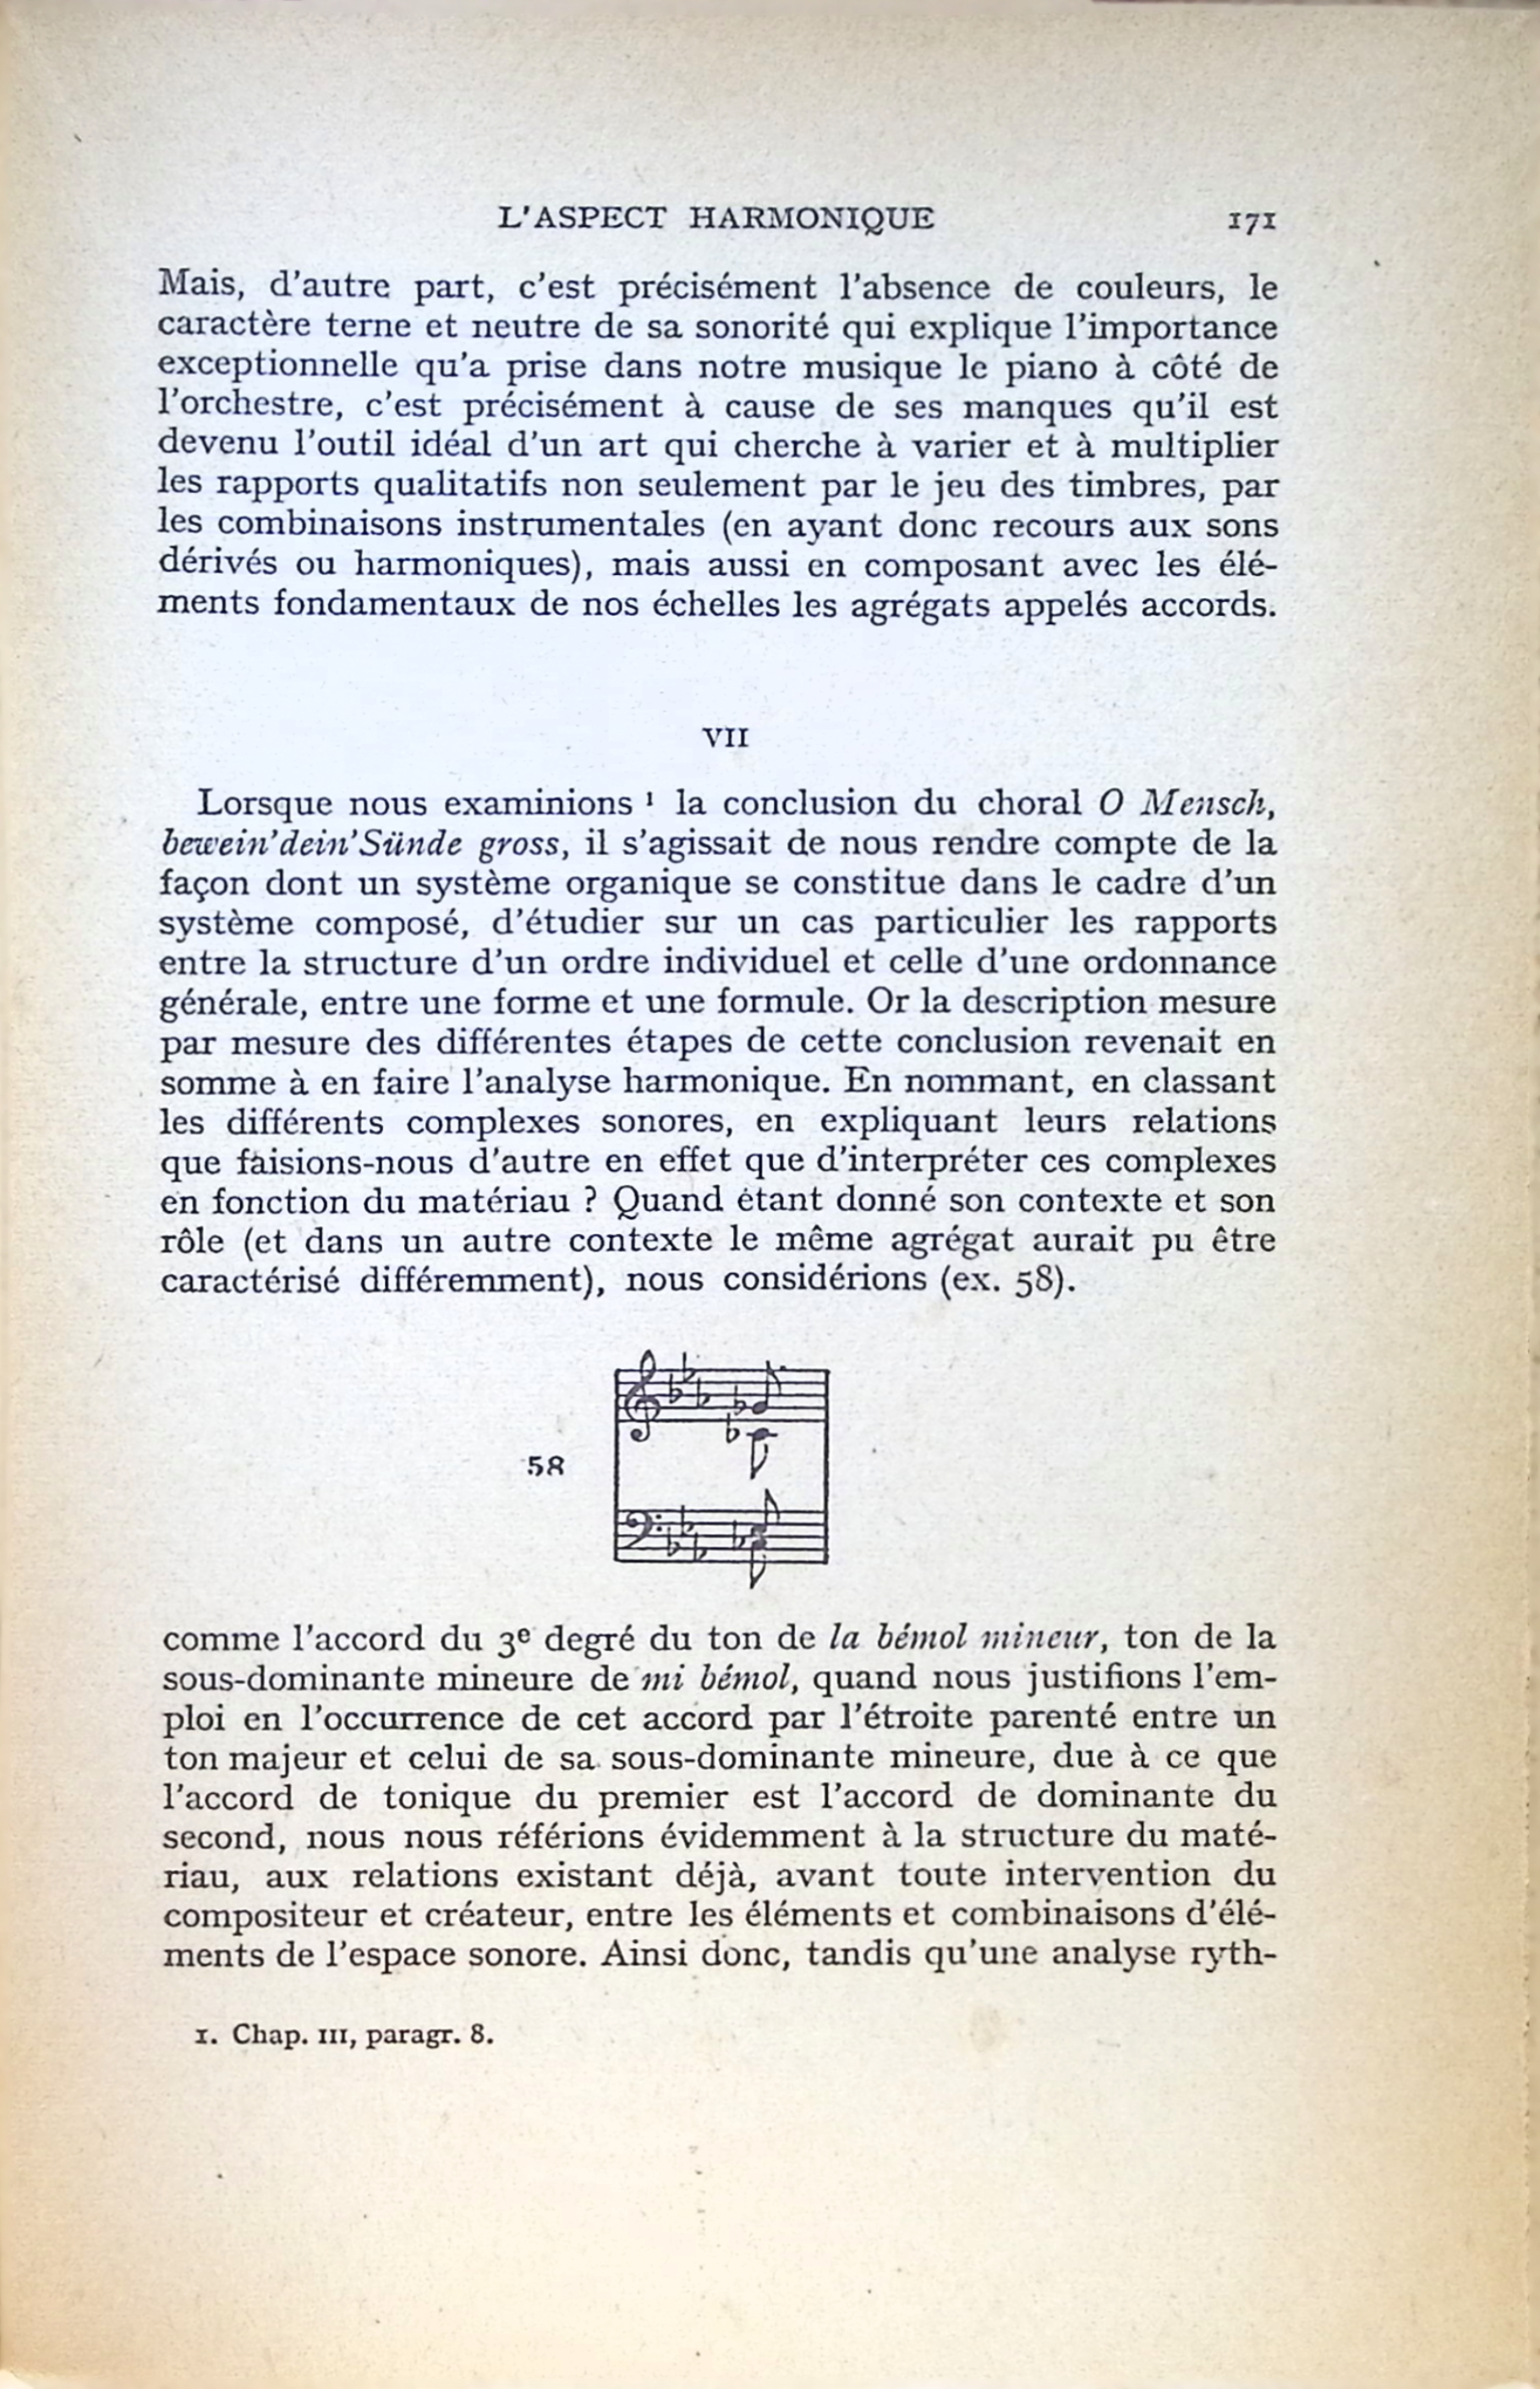 L'ASPECT HARMONIQUE 171
Mais, d'autre part, c'est précisément l'absence de couleurs, le
caractère terne et neutre de sa sonorité qui explique l'importance
exceptionnelle qu'a prise dans notre musique le piano à côté de
l'orchestre, c'est précisément à cause de ses manques qu'il est
devenu l'outil idéal d'un art qui cherche à varier et à multiplier
les rapports qualitatifs non seulement par le jeu des timbres, par
les combinaisons instrumentales (en ayant donc recours aux sons
dérivés ou harmoniques), mais aussi en composant avec les élé-
ments fondamentaux de nos échelles les agrégats appelés accords.
VII
Lorsque nous examinions ¹ la conclusion du choral O Mensch,
bewein'dein'Sünde gross, il s'agissait de nous rendre compte de la
façon dont un système organique se constitue dans le cadre d'un
système composé, d'étudier sur un cas particulier les rapports
entre la structure d'un ordre individuel et celle d'une ordonnance
générale, entre une forme et une formule. Or la description mesure
par mesure des différentes étapes de cette conclusion revenait en
somme à en faire l'analyse harmonique. En nommant, en classant
les différents complexes sonores, en expliquant leurs relations
que faisions-nous d'autre en effet que d'interpréter ces complexes
en fonction du matériau ? Quand étant donné son contexte et son
rôle (et dans un autre contexte le même agrégat aurait pu être
caractérisé différemment), nous considérions (ex. 58).
58
comme l'accord du 3e degré du ton de la bémol mineur, ton de la
sous-dominante mineure de mi bémol, quand nous justifions l'em-
ploi en l'occurrence de cet accord par l'étroite parenté entre un
ton majeur et celui de sa sous-dominante mineure, due à ce que
l'accord de tonique du premier est l'accord de dominante du
second, nous nous référions évidemment à la structure du maté-
riau, aux relations existant déjà, avant toute intervention du
compositeur et créateur, entre les éléments et combinaisons d'élé-
ments de l'espace sonore. Ainsi donc, tandis qu'une analyse ryth-
1. Chap. III, paragr. 8.